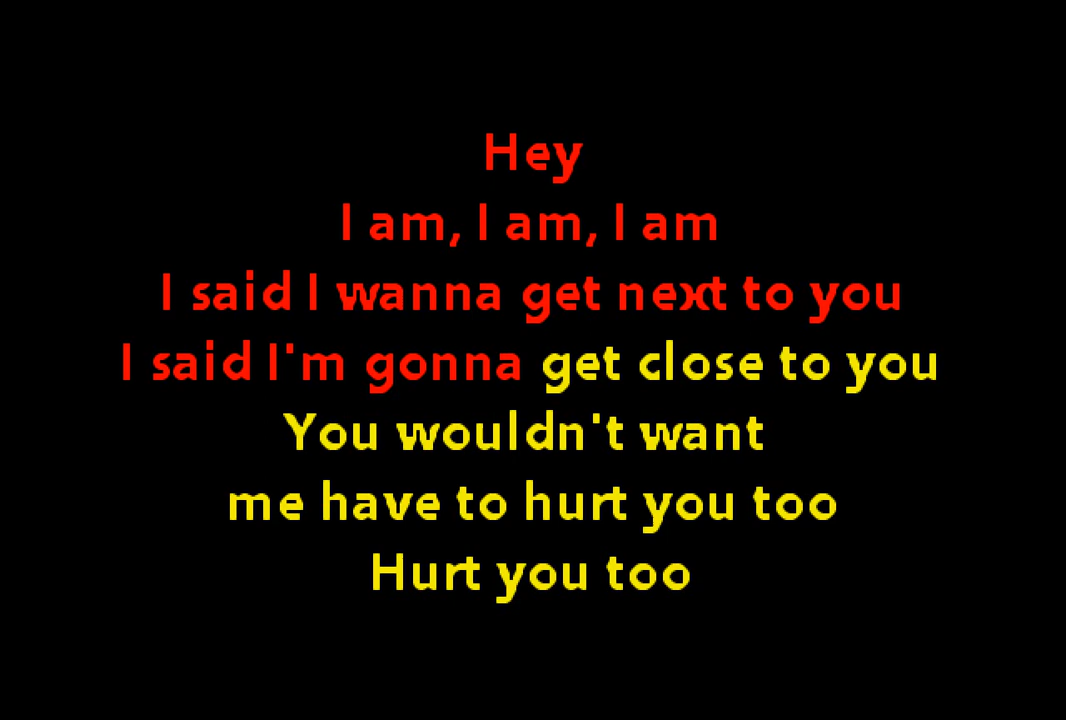 Hey
I am, I am, I am
I said I wanna get next to you
I said I'm gonna get close to you
You wouldn't want
me have to hurt you too
Hurt you too